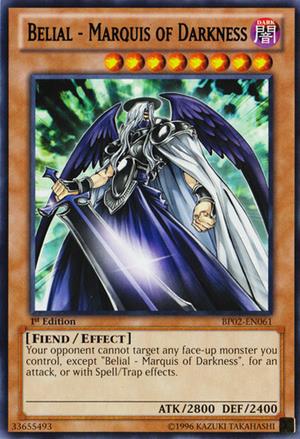 BELIAL - MARQUIS OF DARKNESS
DARK
闇
1st Edition
BP02-EN061
[FIEND / EFFECT]
Your opponent cannot target any face-up monster you
control, except "Belial - Marquis of Darkness", for an
attack, or with Spell/Trap effects.
ATK/2800 DEF/2400
33655493
©1996 KAZUKI TAKAHASHI